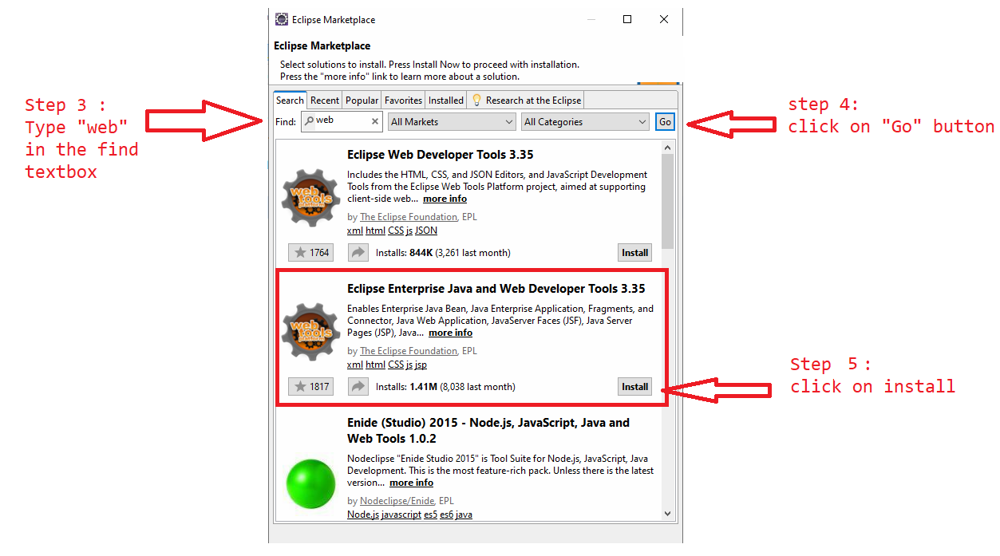 Eclipse Marketplace
Eclipse Marketplace
Select solutions to install. Press Install Now to proceed with installation.
Press the "more info" link to learn more about a solution.
Search Recent Popular Favorites Installed Research at the Eclipse
Find: web All Markets All Categories Go
Step 3 :
Type "web"
in the find
textbox
step 4:
click on "Go" button
Eclipse Web Developer Tools 3.35
Includes the HTML, CSS, and JSON Editors, and JavaScript Development
Tools from the Eclipse Web Tools Platform project, aimed at supporting
client-side web... more info
web
tools
platform
by The Eclipse Foundation, EPL
xml html CSS js JSON
1764 Installs: 844K (3,261 last month) Install
Eclipse Enterprise Java and Web Developer Tools 3.35
Enables Enterprise Java Bean, Java Enterprise Application, Fragments, and
Connector, Java Web Application, JavaServer Faces (JSF), Java Server
Pages (JSP), Java... more info
web
tools
platform
by The Eclipse Foundation, EPL
xml html CSS js jsp
1817 Installs: 1.41M (8,038 last month) Install
Step 5 :
click on install
Enide (Studio) 2015 - Node.js, JavaScript, Java and
Web Tools 1.0.2
Nodeclipse "Enide Studio 2015" is Tool Suite for Node.js, JavaScript, Java
Development. This is the most feature-rich pack. Unless there is the latest
version... more info
by Nodeclipse/Enide, EPL
Node.js javascript es5 es6 java